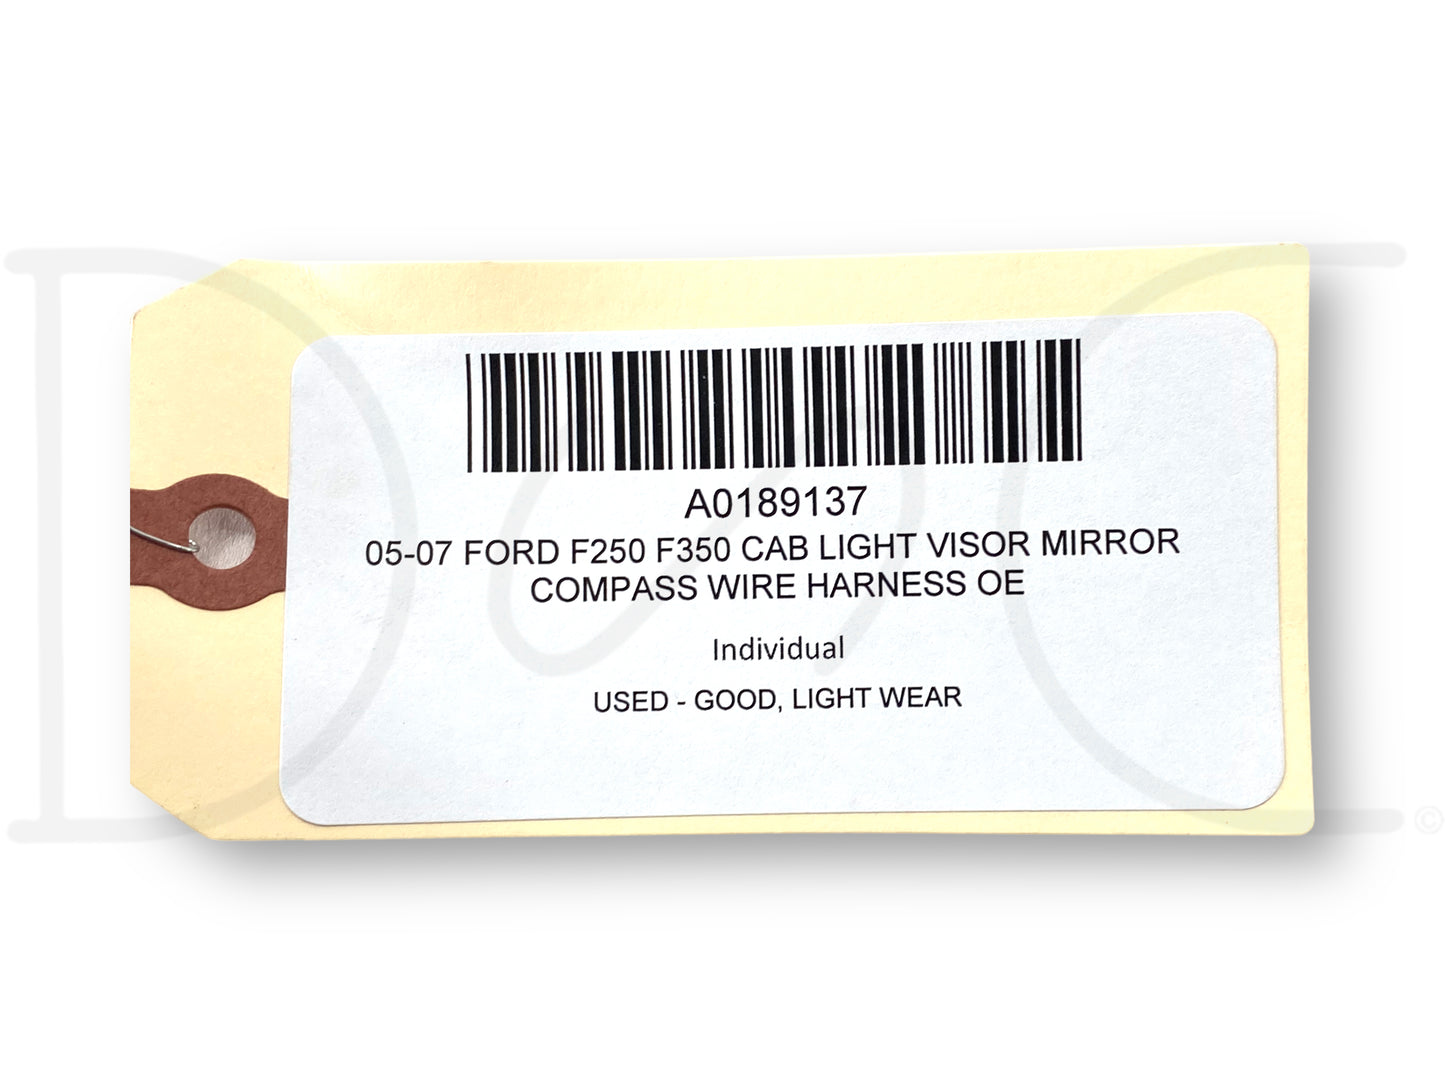 A0189137
05-07 FORD F250 F350 CAB LIGHT VISOR MIRROR
COMPASS WIRE HARNESS OE
Individual
USED - GOOD, LIGHT WEAR
D C
©